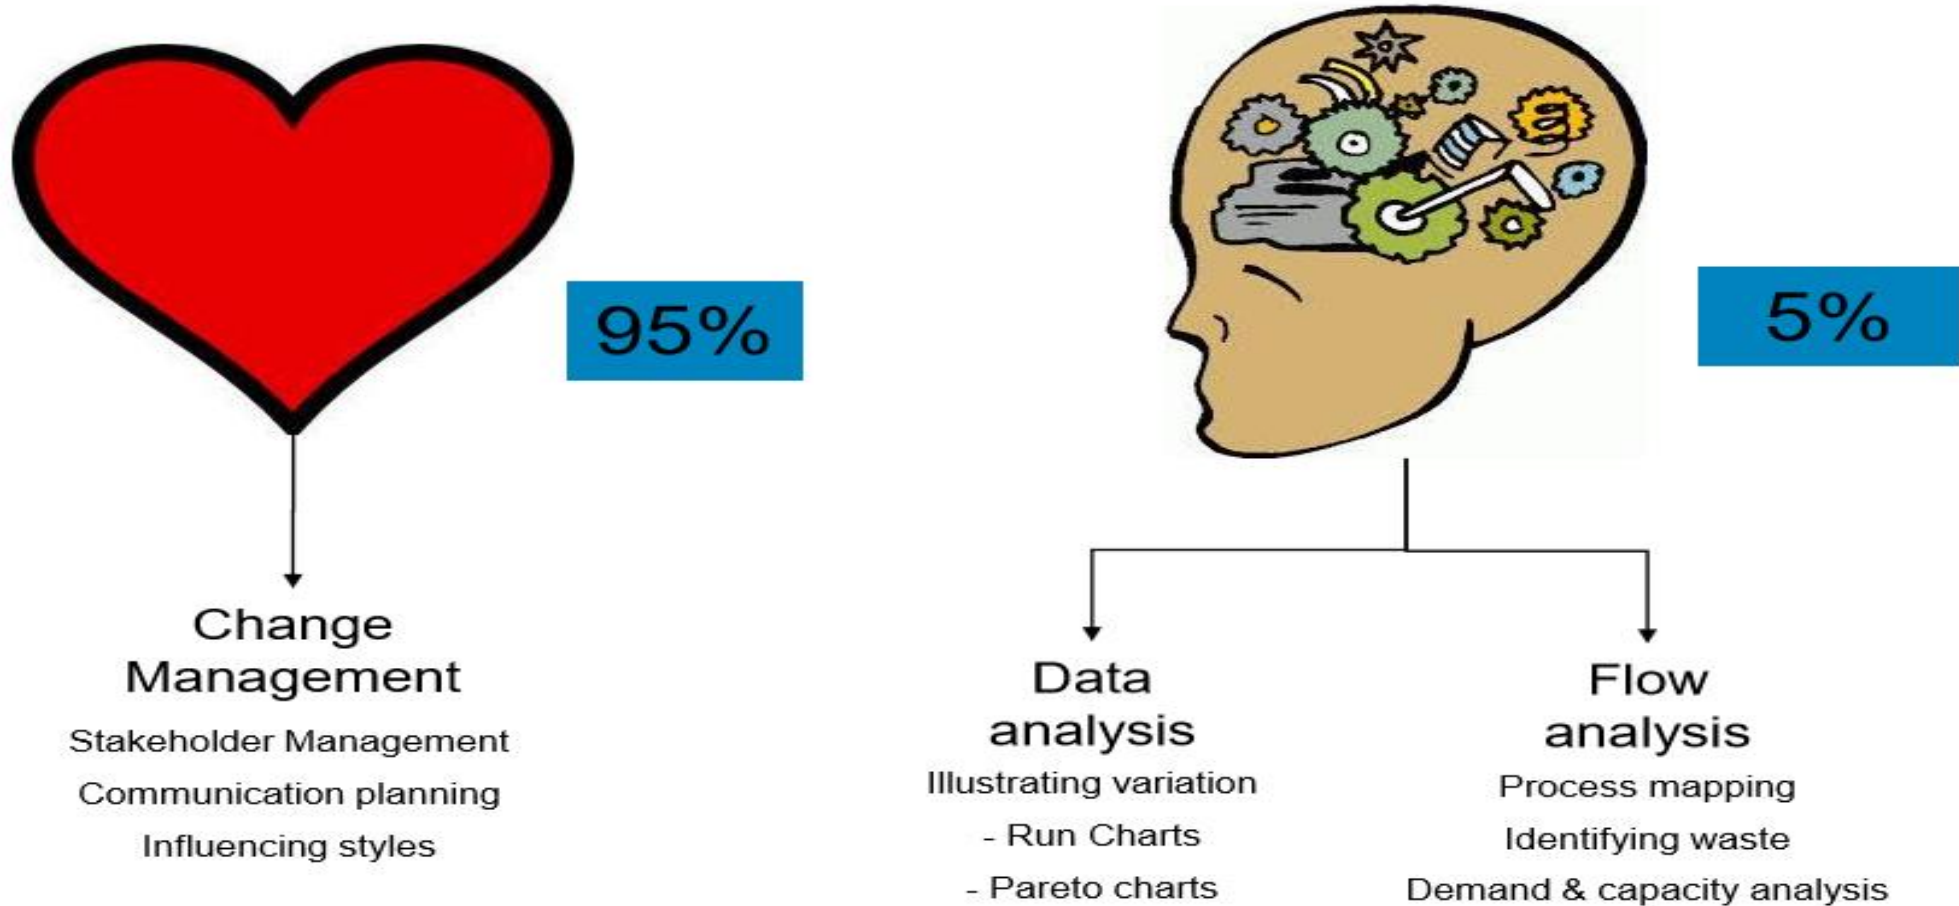 95%
Change
Management
Stakeholder Management
Communication planning
Influencing styles
5%
Data
analysis
Illustrating variation
- Run Charts
- Pareto charts
Flow
analysis
Process mapping
Identifying waste
Demand & capacity analysis